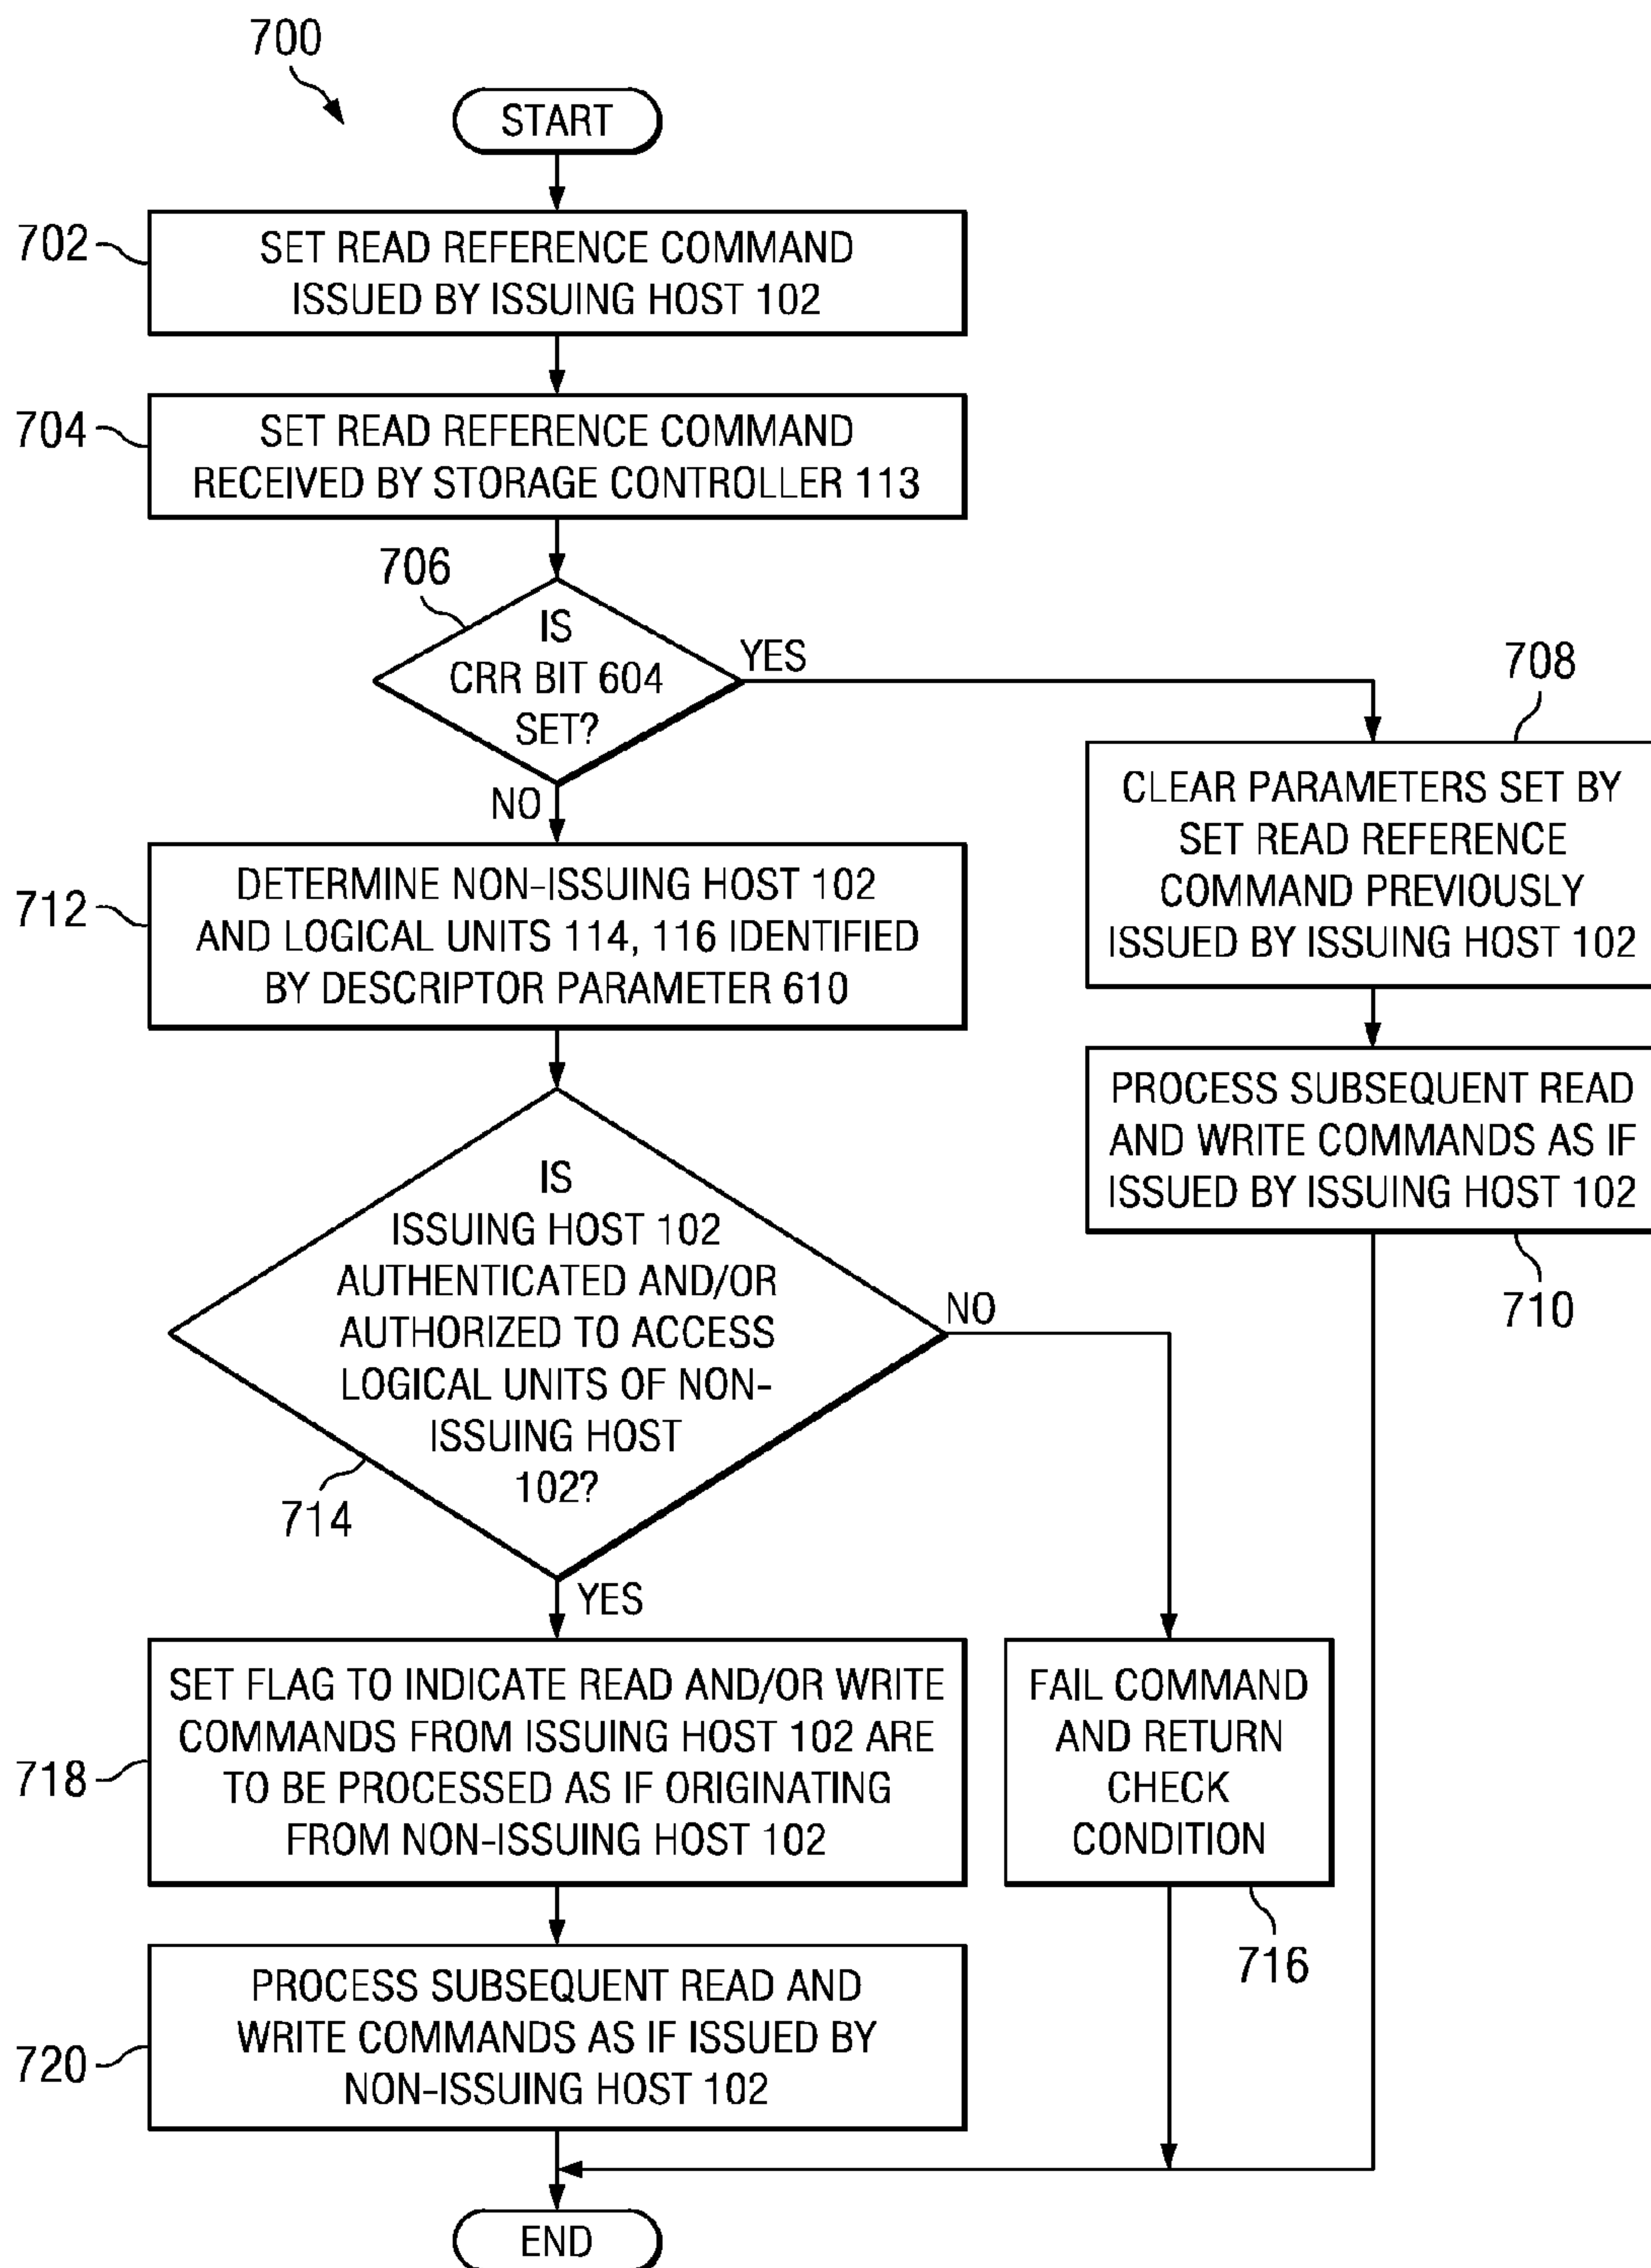 700
START
702
SET READ REFERENCE COMMAND
ISSUED BY ISSUING HOST 102
704
SET READ REFERENCE COMMAND
RECEIVED BY STORAGE CONTROLLER 113
706
IS
CRR BIT 604
SET?
YES
NO
708
CLEAR PARAMETERS SET BY
SET READ REFERENCE
COMMAND PREVIOUSLY
ISSUED BY ISSUING HOST 102
712
DETERMINE NON-ISSUING HOST 102
AND LOGICAL UNITS 114, 116 IDENTIFIED
BY DESCRIPTOR PARAMETER 610
PROCESS SUBSEQUENT READ
AND WRITE COMMANDS AS IF
ISSUED BY ISSUING HOST 102
710
IS
ISSUING HOST 102
AUTHENTICATED AND/OR
AUTHORIZED TO ACCESS
LOGICAL UNITS OF NON-
ISSUING HOST
102?
714
NO
YES
718
SET FLAG TO INDICATE READ AND/OR WRITE
COMMANDS FROM ISSUING HOST 102 ARE
TO BE PROCESSED AS IF ORIGINATING
FROM NON-ISSUING HOST 102
FAIL COMMAND
AND RETURN
CHECK
CONDITION
716
720
PROCESS SUBSEQUENT READ AND
WRITE COMMANDS AS IF ISSUED BY
NON-ISSUING HOST 102
END